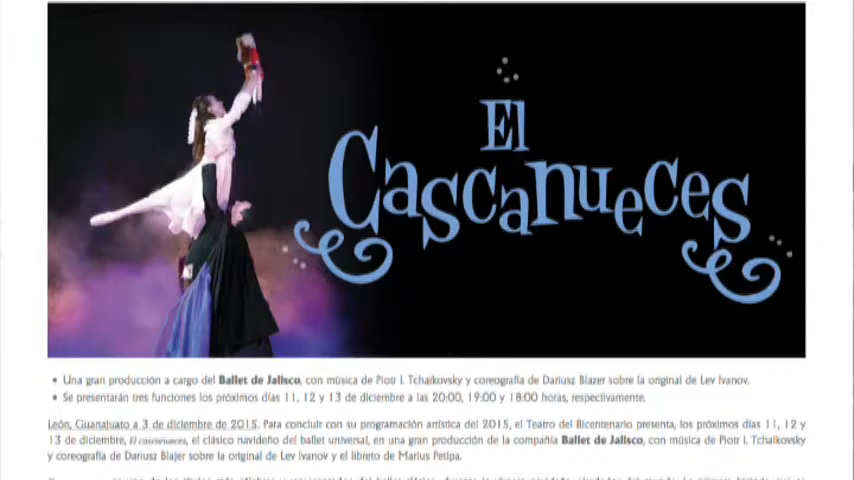 El
Cascanueces
• Una gran producción a cargo del Ballet de Jalisco, con música de Piotr I. Tchaikovsky y coreografía de Dariusz Blazer sobre la original de Lev Ivanov.
• Se presentarán tres funciones los próximos días 11, 12 y 13 de diciembre a las 20:00, 19:00 y 18:00 horas, respectivamente.
León, Guanajuato a 3 de diciembre de 2015. Para concluir con su programación artística del 2015, el Teatro del Bicentenario presenta, los próximos días 11, 12 y
13 de diciembre, El cascanueces, el clásico navideño del ballet universal, en una gran producción de la compañía Ballet de Jalisco, con música de Piotr I. Tchaikovsky
y coreografía de Dariusz Blajer sobre la original de Lev Ivanov y el libreto de Marius Petipa.